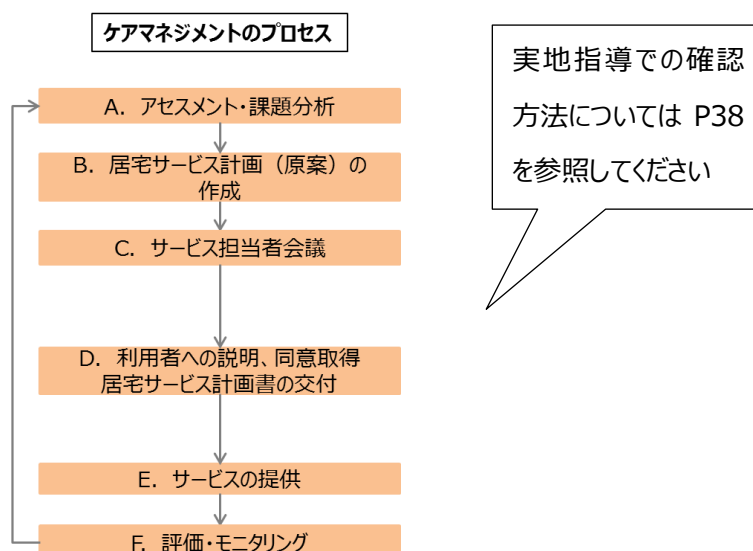 ケアマネジメントのプロセス
A. アセスメント・課題分析
B. 居宅サービス計画（原案）の
作成
C. サービス担当者会議
D. 利用者への説明、同意取得
居宅サービス計画書の交付
E. サービスの提供
F. 評価・モニタリング
実地指導での確認
方法については P38
を参照してください